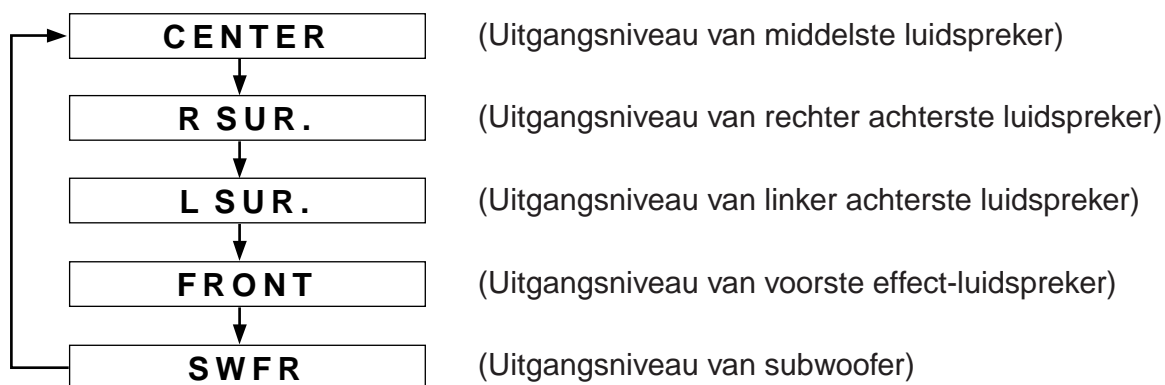 CENTER (Uitgangsniveau van middelste luidspreker)
R SUR. (Uitgangsniveau van rechter achterste luidspreker)
L SUR. (Uitgangsniveau van linker achterste luidspreker)
FRONT (Uitgangsniveau van voorste effect-luidspreker)
SWFR (Uitgangsniveau van subwoofer)